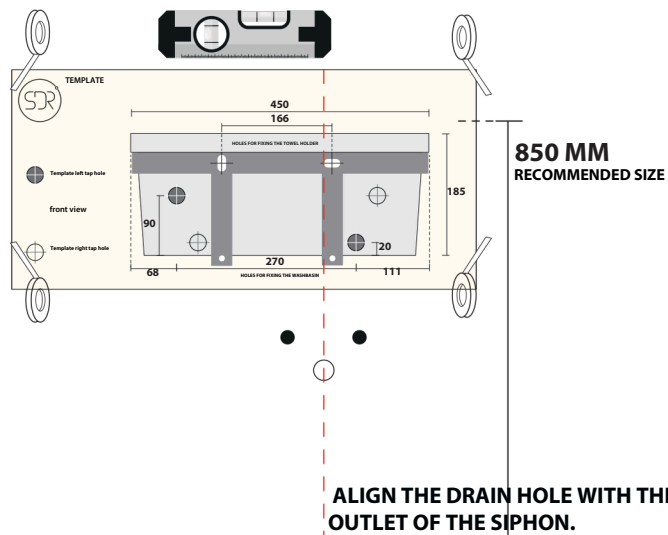 SDR
TEMPLATE
450
166
HOLES FOR FIXING THE TOWEL HOLDER
850 MM
RECOMMENDED SIZE
Template left tap hole
185
front view
90
Template right tap hole
20
270
68
111
HOLES FOR FIXING THE WASHBASIN
ALIGN THE DRAIN HOLE WITH THE
OUTLET OF THE SIPHON.